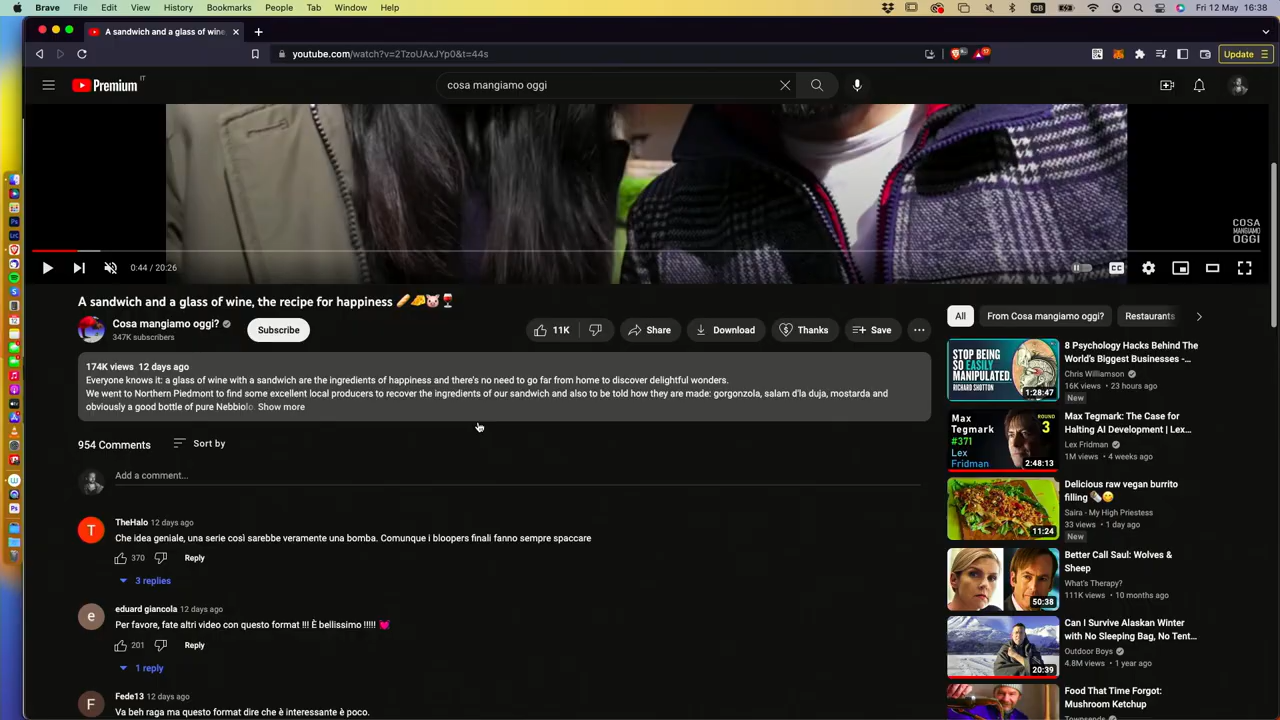 Brave File Edit View History Bookmarks People Tab Window Help
GB
Fri 12 May 16:38
A sandwich and a glass of wine,
youtube.com/watch?v=2TzoUAxJYp0&t=44s
17
Update
Premium IT
cosa mangiamo oggi
COSA
MANGIAMO
OGGI
0:44 / 20:26
CC
A sandwich and a glass of wine, the recipe for happiness 🥖🧀🐷🍷
Cosa mangiamo oggi?
347K subscribers
Subscribe
11K
Share
Download
Thanks
Save
174K views 12 days ago
Everyone knows it: a glass of wine with a sandwich are the ingredients of happiness and there's no need to go far from home to discover delightful wonders.
We went to Northern Piedmont to find some excellent local producers to recover the ingredients of our sandwich and also to be told how they are made: gorgonzola, salam d'la duja, mostarda and
obviously a good bottle of pure Nebbiolo. Show more
954 Comments
Sort by
Add a comment...
T
TheHalo 12 days ago
Che idea geniale, una serie così sarebbe veramente una bomba. Comunque i bloopers finali fanno sempre spaccare
370
Reply
3 replies
e
eduard giancola 12 days ago
Per favore, fate altri video con questo format !!! È bellissimo !!!!! 💓
201
Reply
1 reply
F
Fede13 12 days ago
Va beh raga ma questo format dire che è interessante è poco.
All
From Cosa mangiamo oggi?
Restaurants
STOP BEING
SO EASILY
MANIPULATED.
RICHARD SHOTTON
1:28:47
8 Psychology Hacks Behind The
World's Biggest Businesses -...
Chris Williamson
16K views • 23 hours ago
New
Max
Tegmark
#371
Lex
Fridman
ROUND
3
2:48:13
Max Tegmark: The Case for
Halting AI Development | Lex...
Lex Fridman
1M views • 4 weeks ago
11:24
Delicious raw vegan burrito
filling 🌯😋
Saira - My High Priestess
33 views • 1 day ago
New
50:38
Better Call Saul: Wolves &
Sheep
What's Therapy?
111K views • 10 months ago
20:39
Can I Survive Alaskan Winter
with No Sleeping Bag, No Tent...
Outdoor Boys
4.8M views • 1 year ago
Food That Time Forgot:
Mushroom Ketchup
Townsends